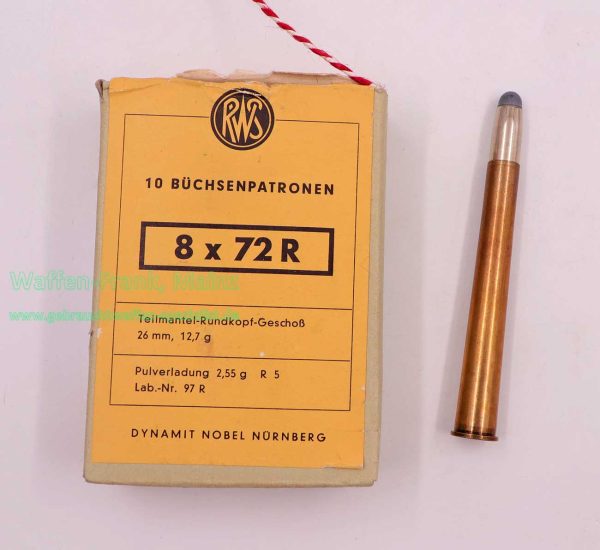 RWS
10 BÜCHSENPATRONEN
8 x 72 R
Waffen-Frank, Mainz
Teilmantel-Rundkopf-Geschoß
26 mm, 12,7 g
Pulverladung 2,55 g R 5
Lab.-Nr. 97 R
DYNAMIT NOBEL NÜRNBERG